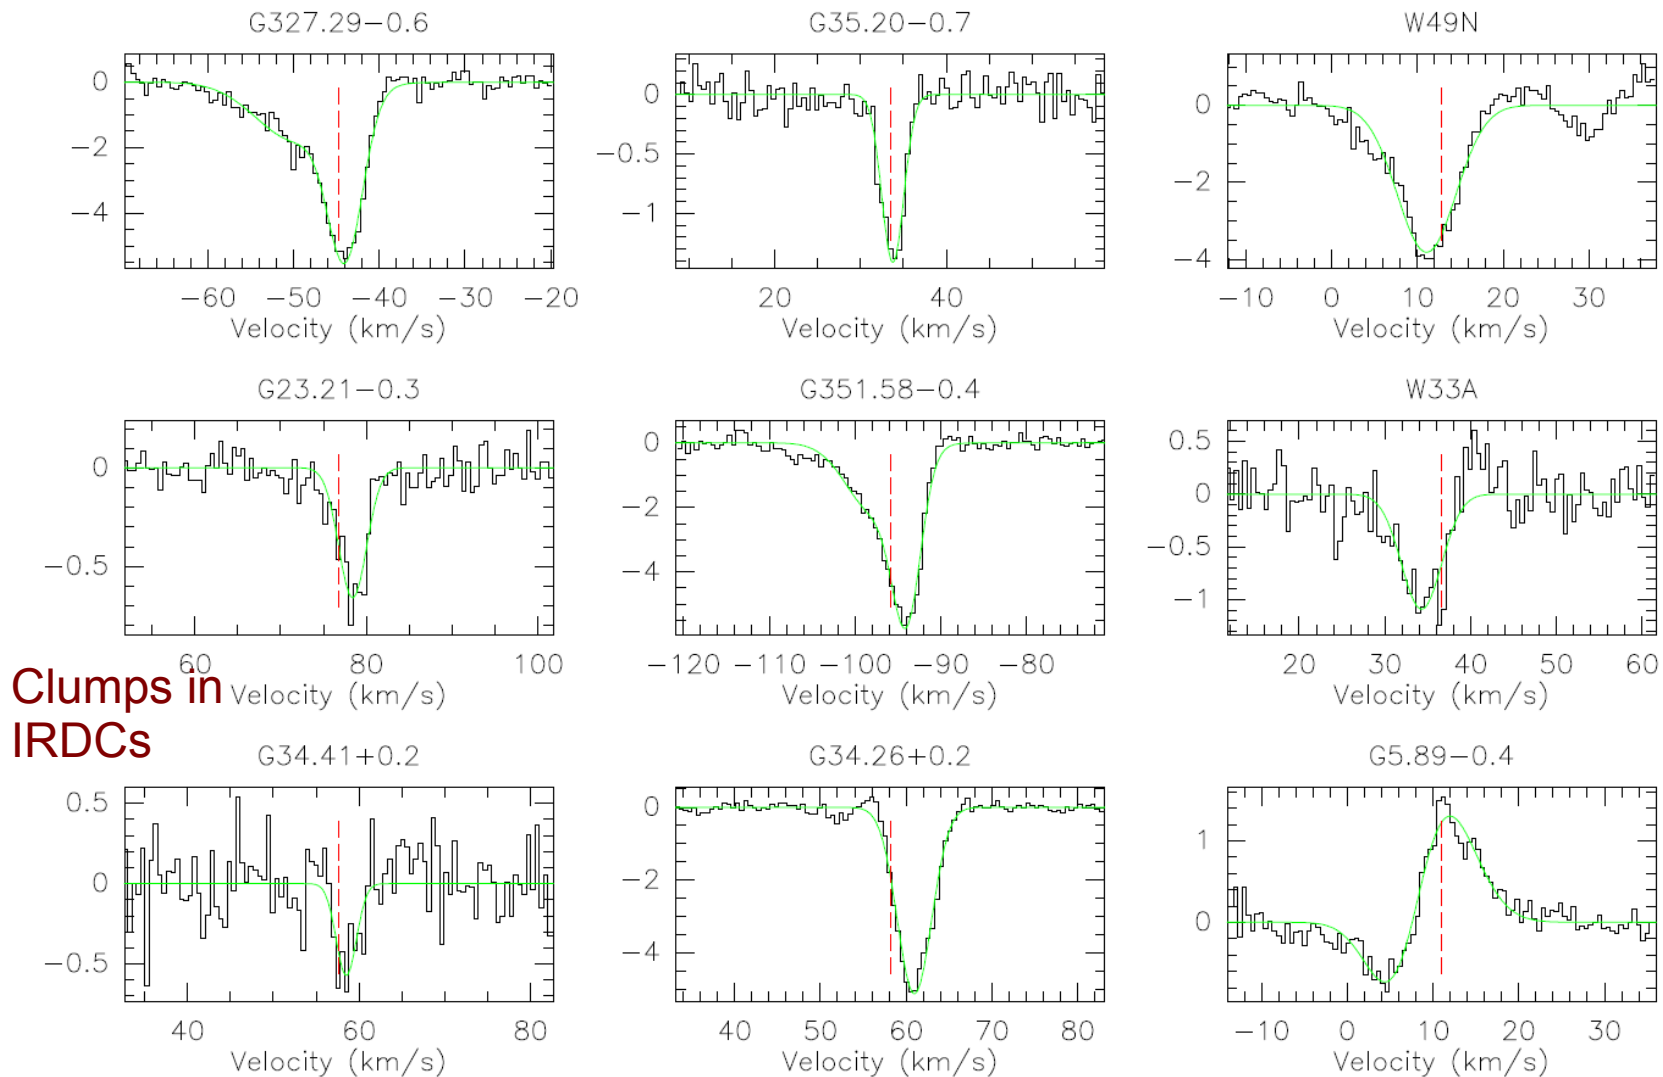 G327.29−0.6 G35.20−0.7 W49N
0
−2
−4
−60 −50 −40 −30 −20
Velocity (km/s)
0
−0.5
−1
20 40
Velocity (km/s)
0
−2
−4
−10 0 10 20 30
Velocity (km/s)
G23.21−0.3 G351.58−0.4 W33A
0
−0.5
60 80 100
Velocity (km/s)
0
−2
−4
−120 −110 −100 −90 −80
Velocity (km/s)
0.5
0
−0.5
−1
20 30 40 50 60
Velocity (km/s)
Clumps in
IRDCs
G34.41+0.2 G34.26+0.2 G5.89−0.4
0.5
0
−0.5
40 60 80
Velocity (km/s)
0
−2
−4
40 50 60 70 80
Velocity (km/s)
1
0
−10 0 10 20 30
Velocity (km/s)